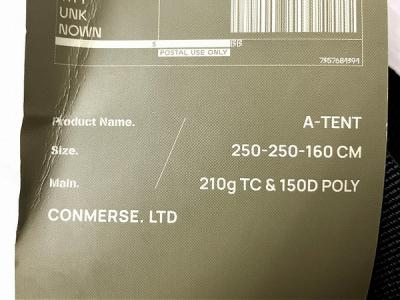 UNK
NOWN
POSTAL USE ONLY
7957684994
Product Name. A-TENT
Size. 250-250-160 CM
Main. 210g TC & 150D POLY
CONMERSE. LTD